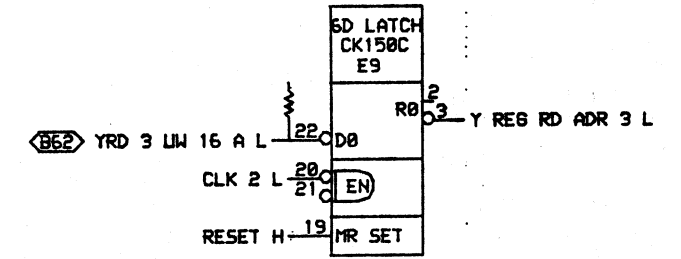 6D LATCH
CK150C
E9
R0
2
3
Y REG RD ADR 3 L
B62 YRD 3 UW 16 A L
22
D0
CLK 2 L
20
21
EN
RESET H
19
MR SET